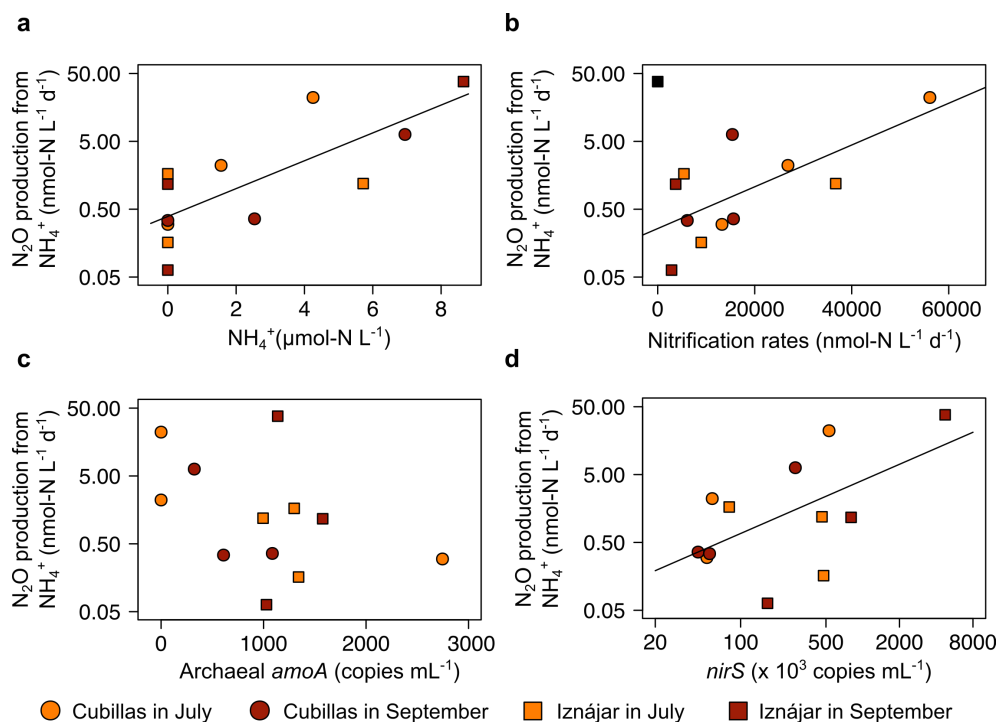 a
N₂O production from
NH₄⁺ (nmol-N L⁻¹ d⁻¹)
50.00
5.00
0.50
0.05
0 2 4 6 8
NH₄⁺(µmol-N L⁻¹)
b
N₂O production from
NH₄⁺ (nmol-N L⁻¹ d⁻¹)
50.00
5.00
0.50
0.05
0 20000 40000 60000
Nitrification rates (nmol-N L⁻¹ d⁻¹)
c
N₂O production from
NH₄⁺ (nmol-N L⁻¹ d⁻¹)
50.00
5.00
0.50
0.05
0 1000 2000 3000
Archaeal amoA (copies mL⁻¹)
d
N₂O production from
NH₄⁺ (nmol-N L⁻¹ d⁻¹)
50.00
5.00
0.50
0.05
20 100 500 2000 8000
nirS (x 10³ copies mL⁻¹)
Cubillas in July Cubillas in September Iznájar in July Iznájar in September